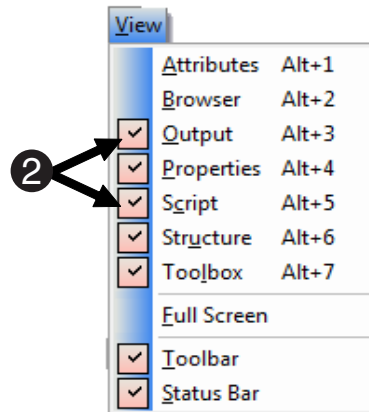 View
Attributes Alt+1
Browser Alt+2
Output Alt+3
2
Properties Alt+4
Script Alt+5
Structure Alt+6
Toolbox Alt+7
Full Screen
Toolbar
Status Bar